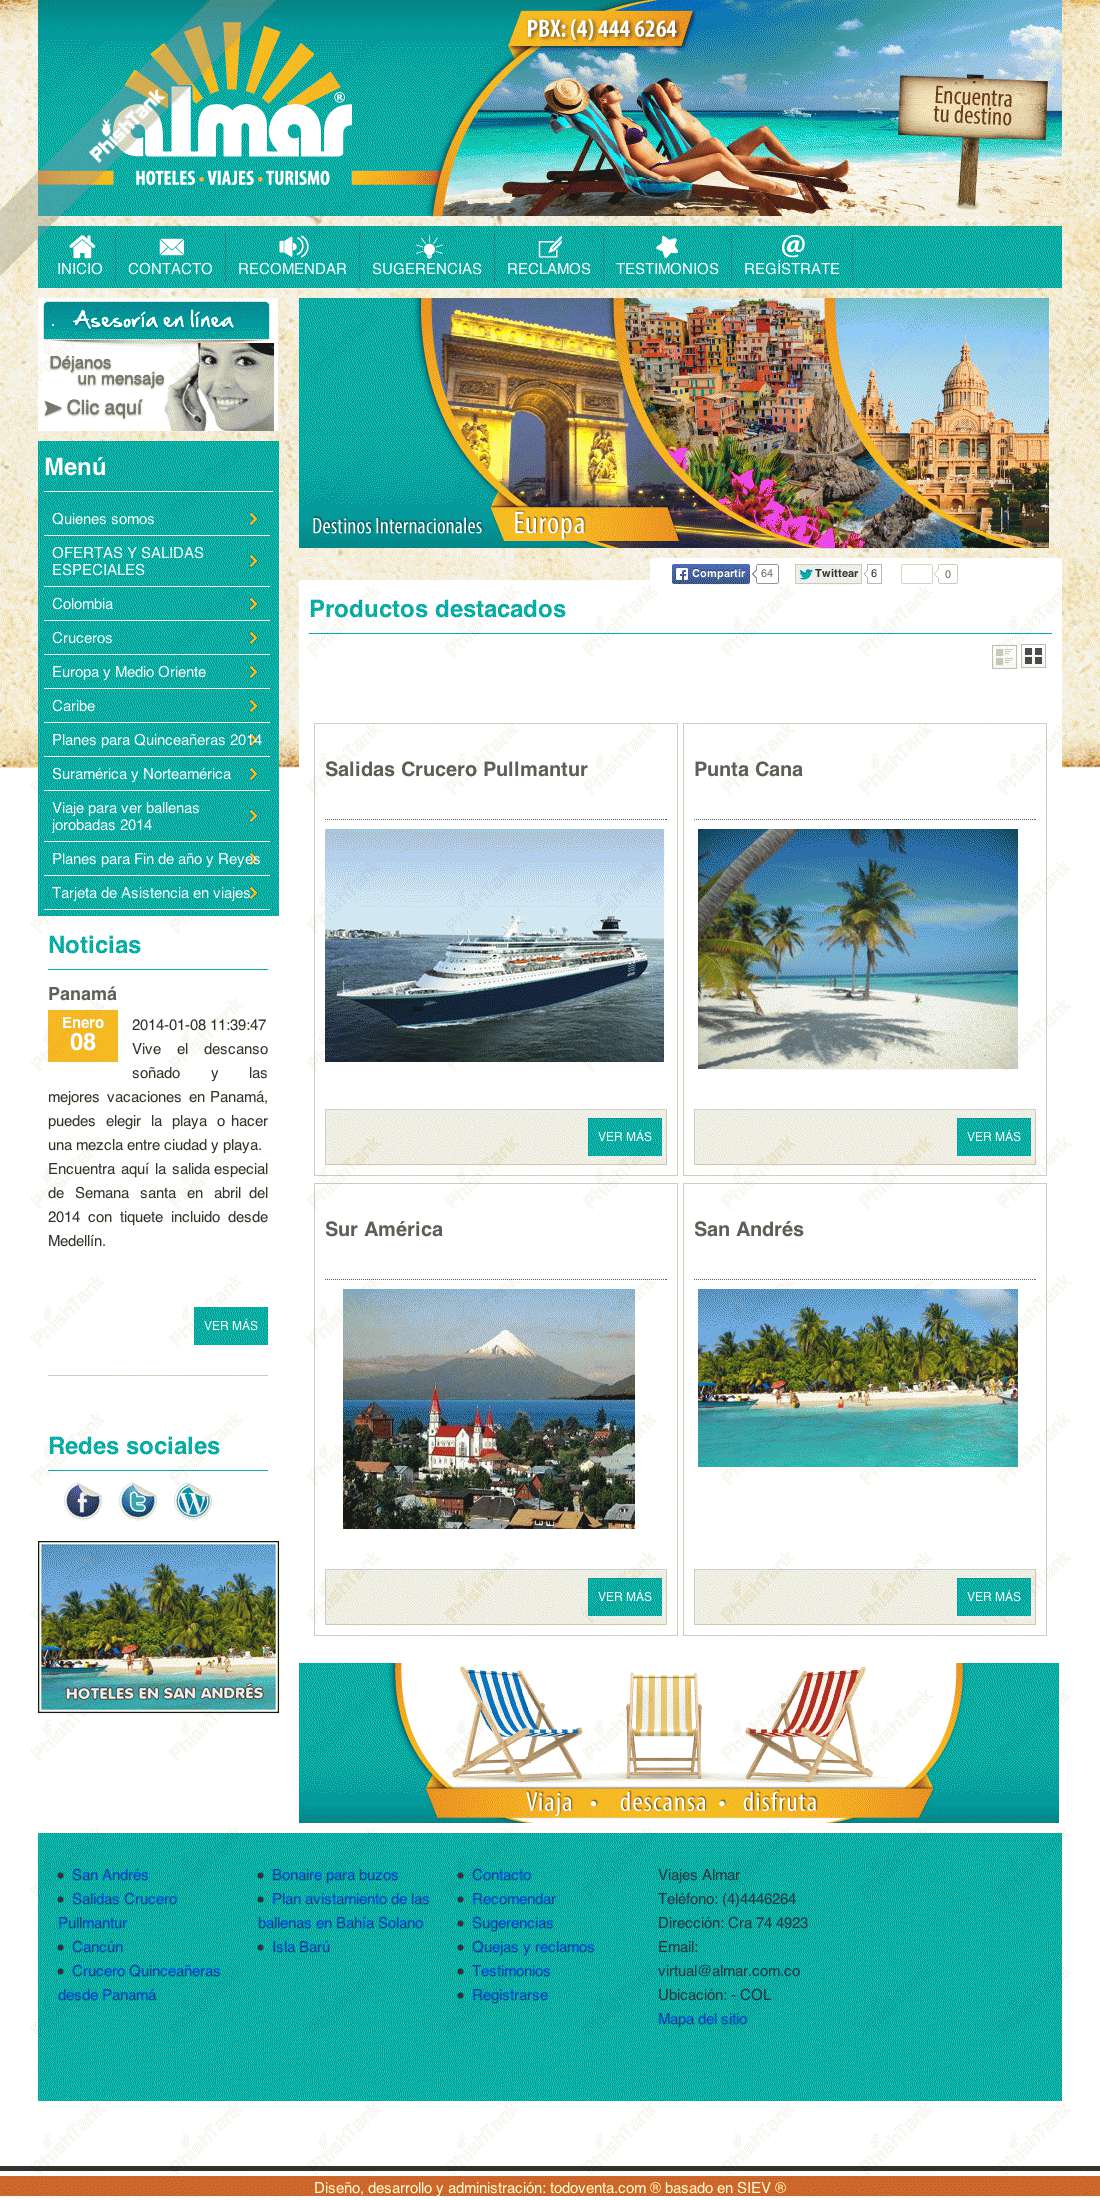 PBX: (4) 444 6264
Encuentra
tu destino
PhishTank
almar®
HOTELES • VIAJES • TURISMO
INICIO
CONTACTO
RECOMENDAR
SUGERENCIAS
RECLAMOS
TESTIMONIOS
REGÍSTRATE
. Asesoría en línea
Déjanos
un mensaje
Clic aquí
Menú
Quienes somos
OFERTAS Y SALIDAS
ESPECIALES
Colombia
Cruceros
Europa y Medio Oriente
Caribe
Planes para Quinceañeras 2014
Suramérica y Norteamérica
Viaje para ver ballenas
jorobadas 2014
Planes para Fin de año y Reyes
Tarjeta de Asistencia en viajes
Noticias
Panamá
Enero
08
2014-01-08 11:39:47
Vive el descanso
soñado y las
mejores vacaciones en Panamá,
puedes elegir la playa o hacer
una mezcla entre ciudad y playa.
Encuentra aquí la salida especial
de Semana santa en abril del
2014 con tiquete incluido desde
Medellín.
VER MÁS
Redes sociales
HOTELES EN SAN ANDRÉS
Destinos Internacionales
Europa
Compartir 64
Twittear 6
0
Productos destacados
Salidas Crucero Pullmantur
VER MÁS
Punta Cana
VER MÁS
Sur América
VER MÁS
San Andrés
VER MÁS
Viaja • descansa • disfruta
San Andrés
Salidas Crucero
Pullmantur
Cancún
Crucero Quinceañeras
desde Panamá
Bonaire para buzos
Plan avistamiento de las
ballenas en Bahía Solano
Isla Barú
Contacto
Recomendar
Sugerencias
Quejas y reclamos
Testimonios
Registrarse
Viajes Almar
Teléfono: (4)4446264
Dirección: Cra 74 4923
Email:
virtual@almar.com.co
Ubicación: - COL
Mapa del sitio
Diseño, desarrollo y administración: todoventa.com ® basado en SIEV ®